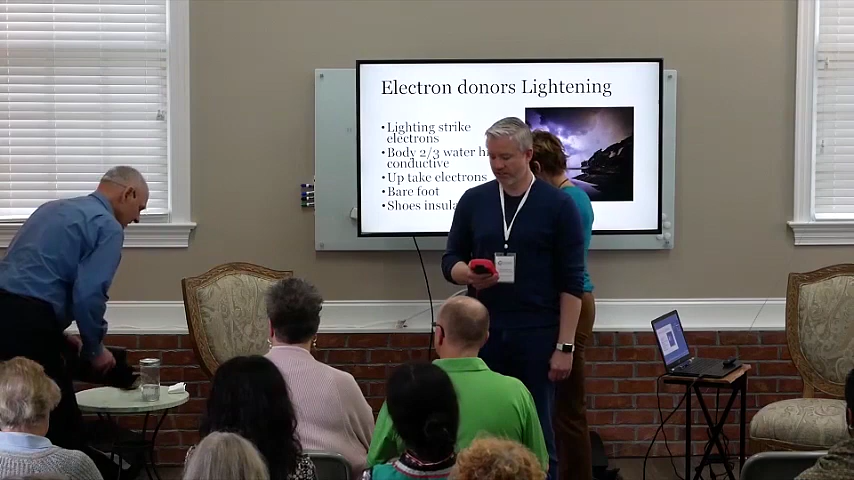 Electron donors Lightening
•Lighting strike
electrons
•Body 2/3 water
conductive
•Up take electrons
•Bare foot
•Shoes